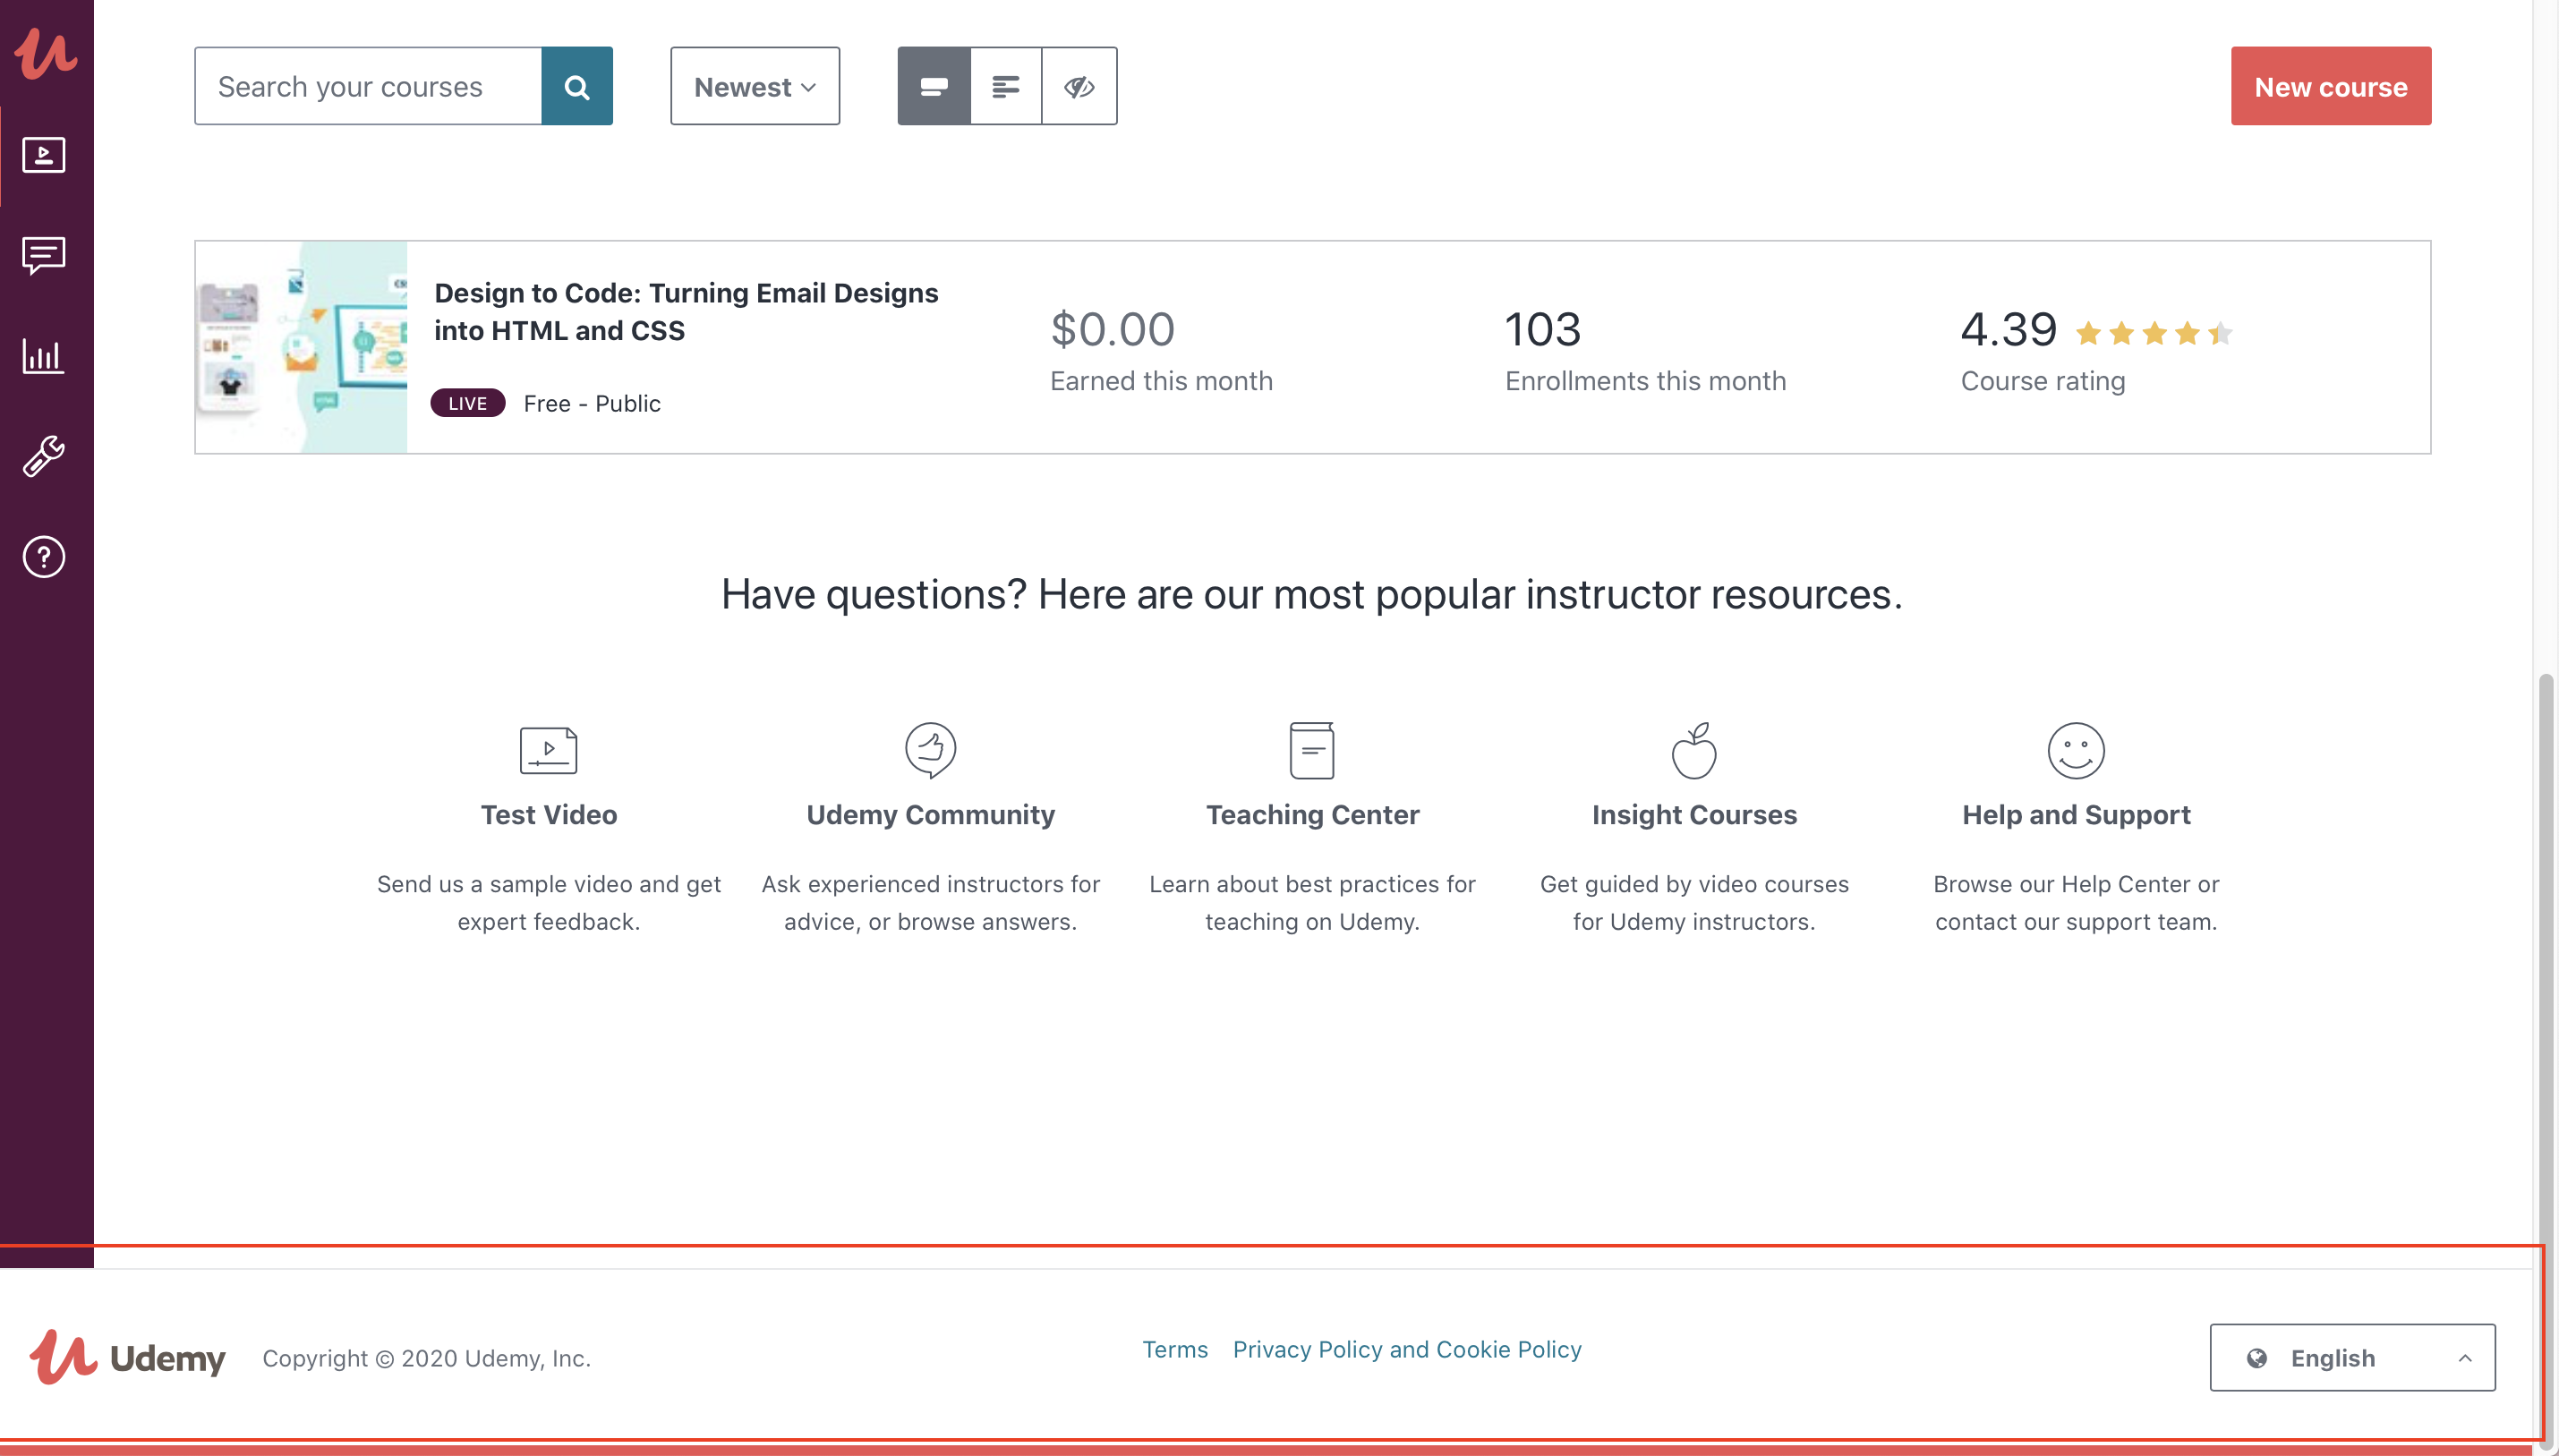 Search your courses
Newest
New course
Design to Code: Turning Email Designs
into HTML and CSS
LIVE Free - Public
$0.00
Earned this month
103
Enrollments this month
4.39
Course rating
Have questions? Here are our most popular instructor resources.
Test Video
Send us a sample video and get
expert feedback.
Udemy Community
Ask experienced instructors for
advice, or browse answers.
Teaching Center
Learn about best practices for
teaching on Udemy.
Insight Courses
Get guided by video courses
for Udemy instructors.
Help and Support
Browse our Help Center or
contact our support team.
Udemy
Copyright © 2020 Udemy, Inc.
Terms
Privacy Policy and Cookie Policy
English